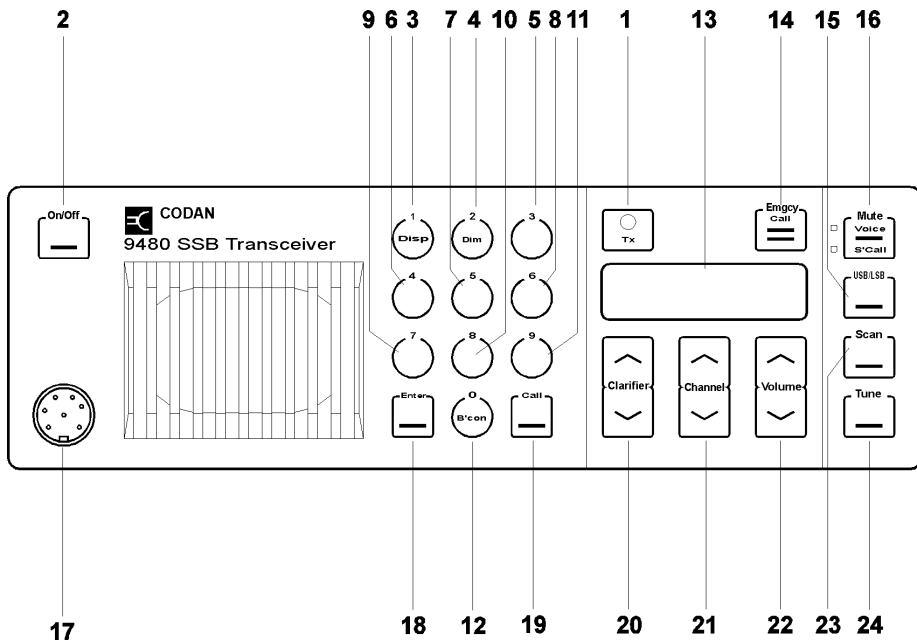 2 9 6 3 7 4 10 5 8 11 1 13 14 15 16
On/Off
CODAN
9480 SSB Transceiver
1
Disp
2
Dim
3
4
5
6
7
8
9
Enter
0
B'con
Call
Tx
Emgcy
Call
Clarifier
Channel
Volume
Mute
Voice
S'Call
USB/LSB
Scan
Tune
17 18 12 19 20 21 22 23 24